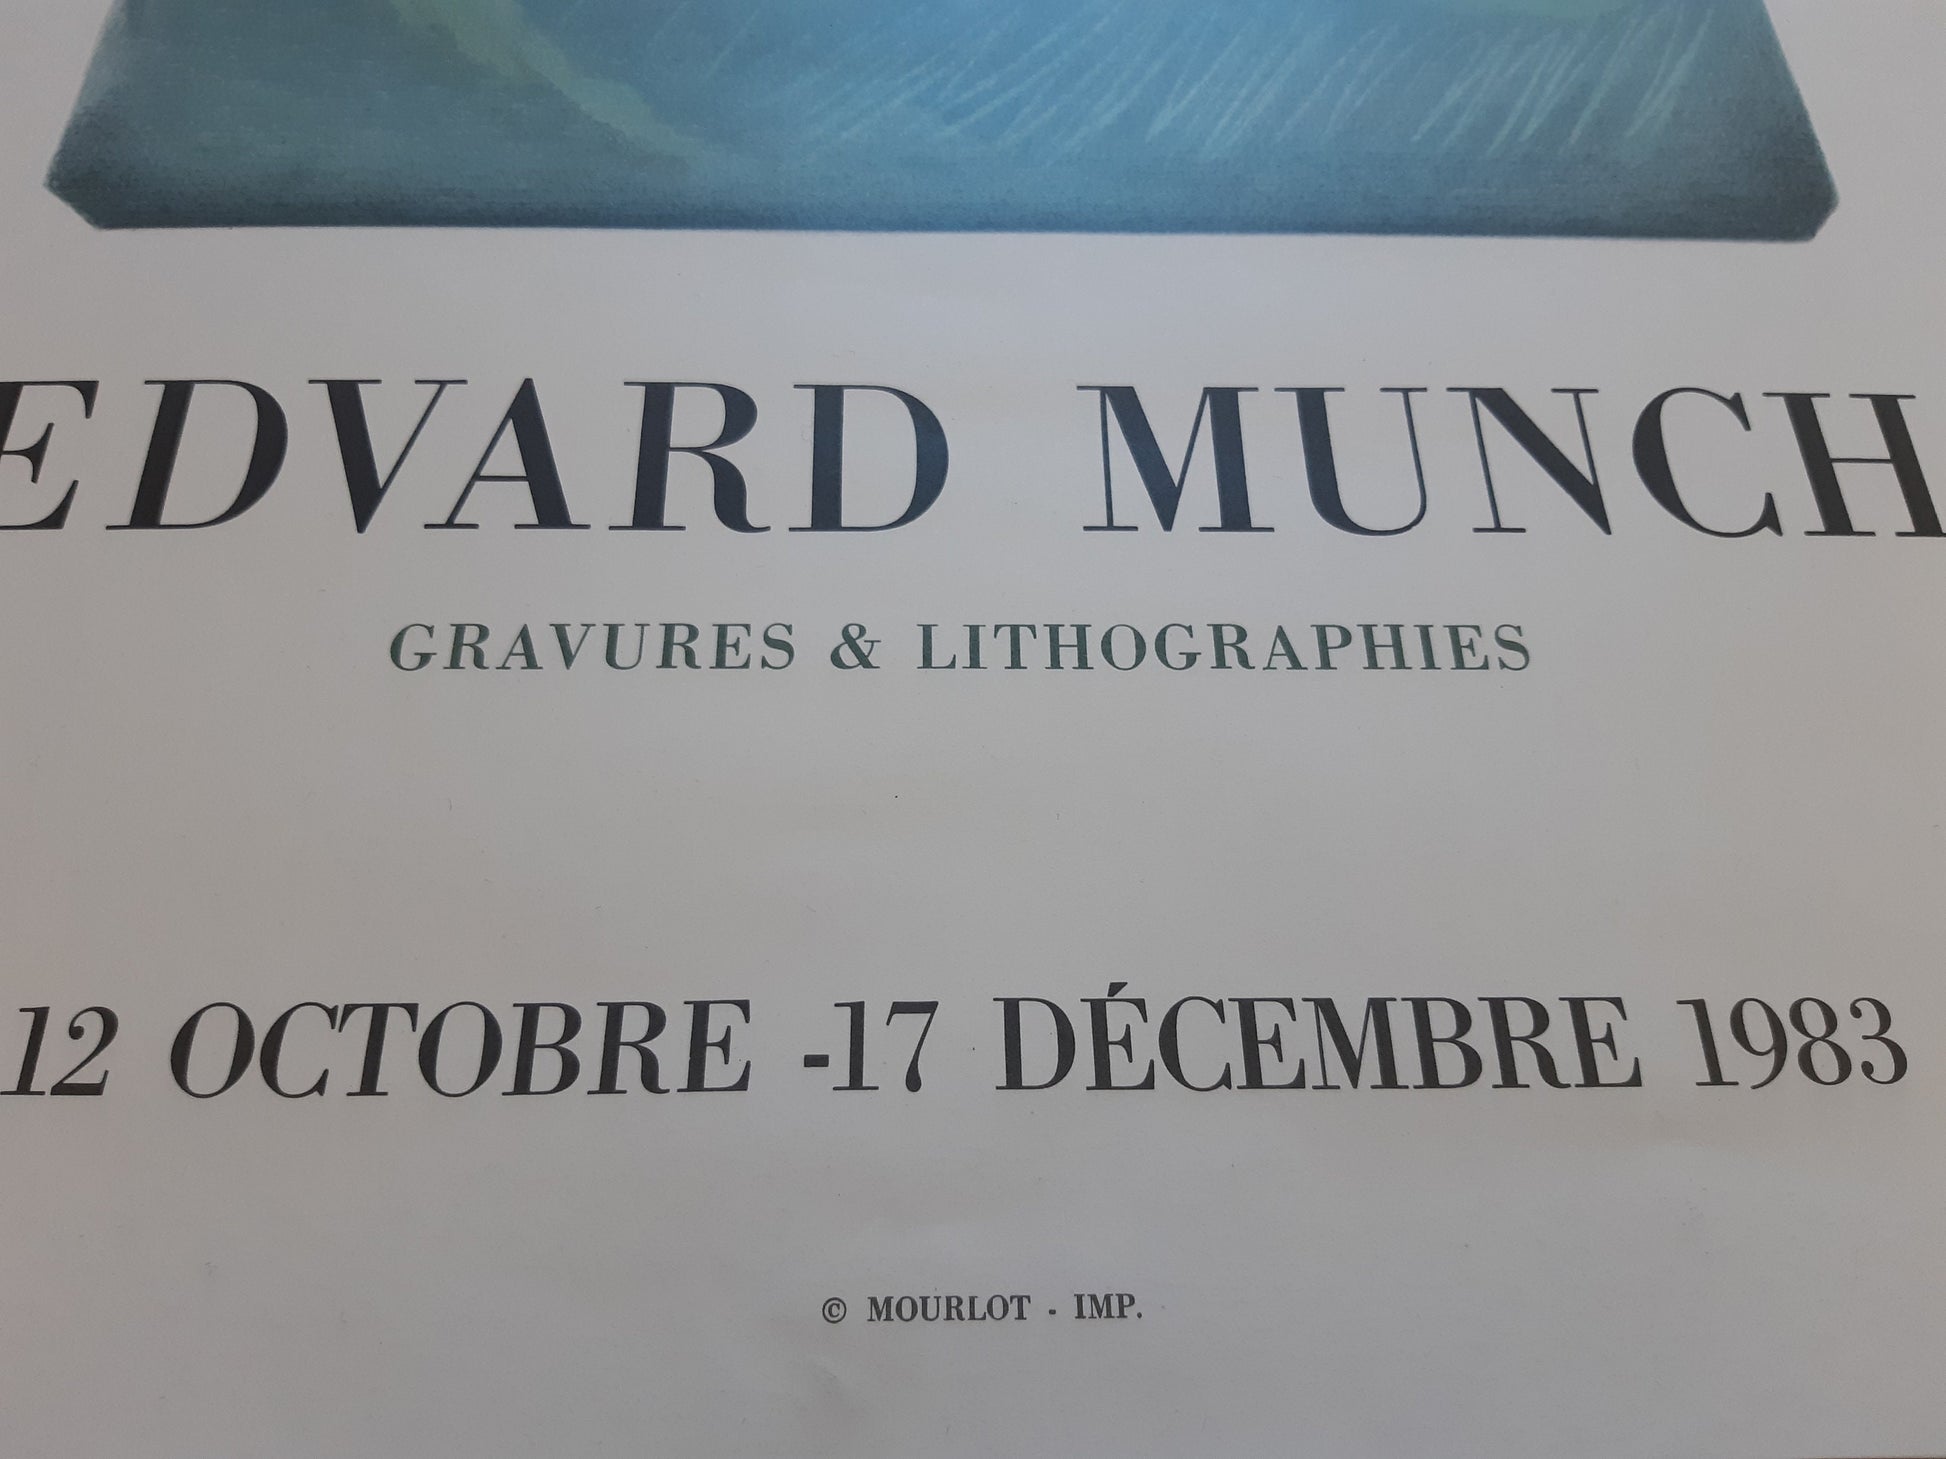 EDVARD MUNCH
GRAVURES & LITHOGRAPHIES
12 OCTOBRE -17 DÉCEMBRE 1983
© MOURLOT - IMP.